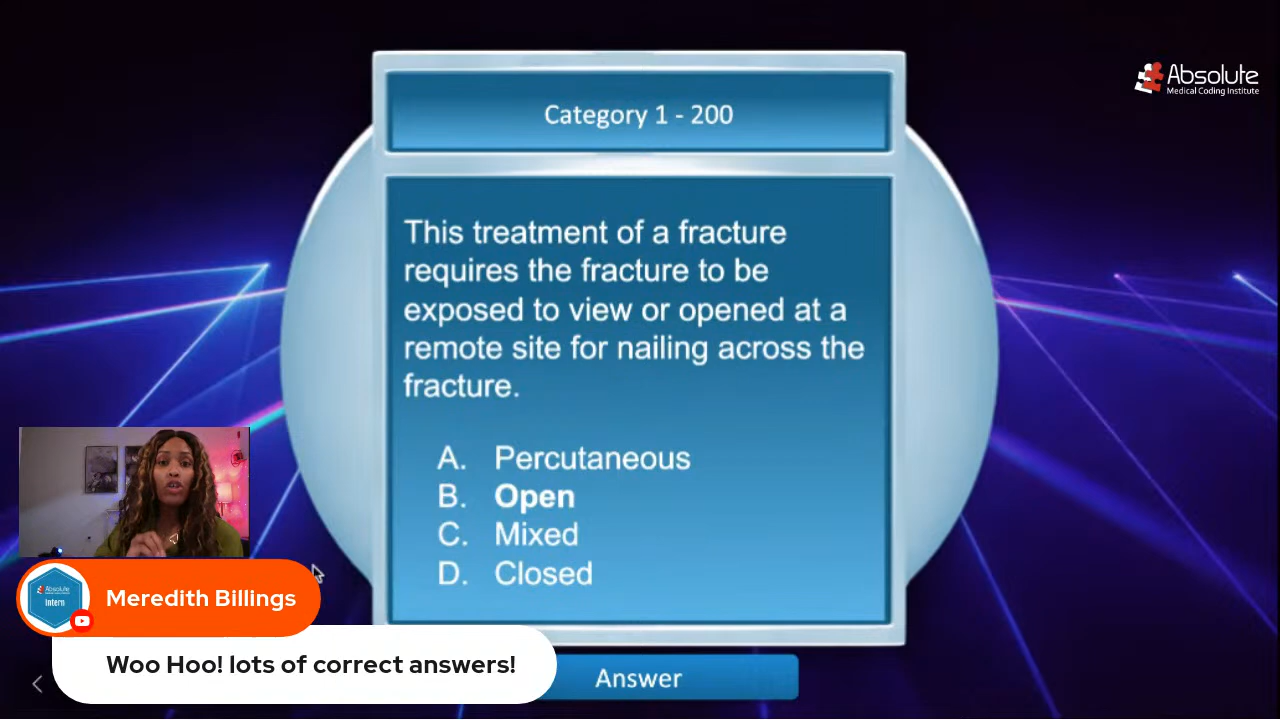 Absolute
Medical Coding Institute
Category 1 - 200
This treatment of a fracture
requires the fracture to be
exposed to view or opened at a
remote site for nailing across the
fracture.
A. Percutaneous
B. Open
C. Mixed
D. Closed
Absolute
Intern
Meredith Billings
Woo Hoo! lots of correct answers!
Answer